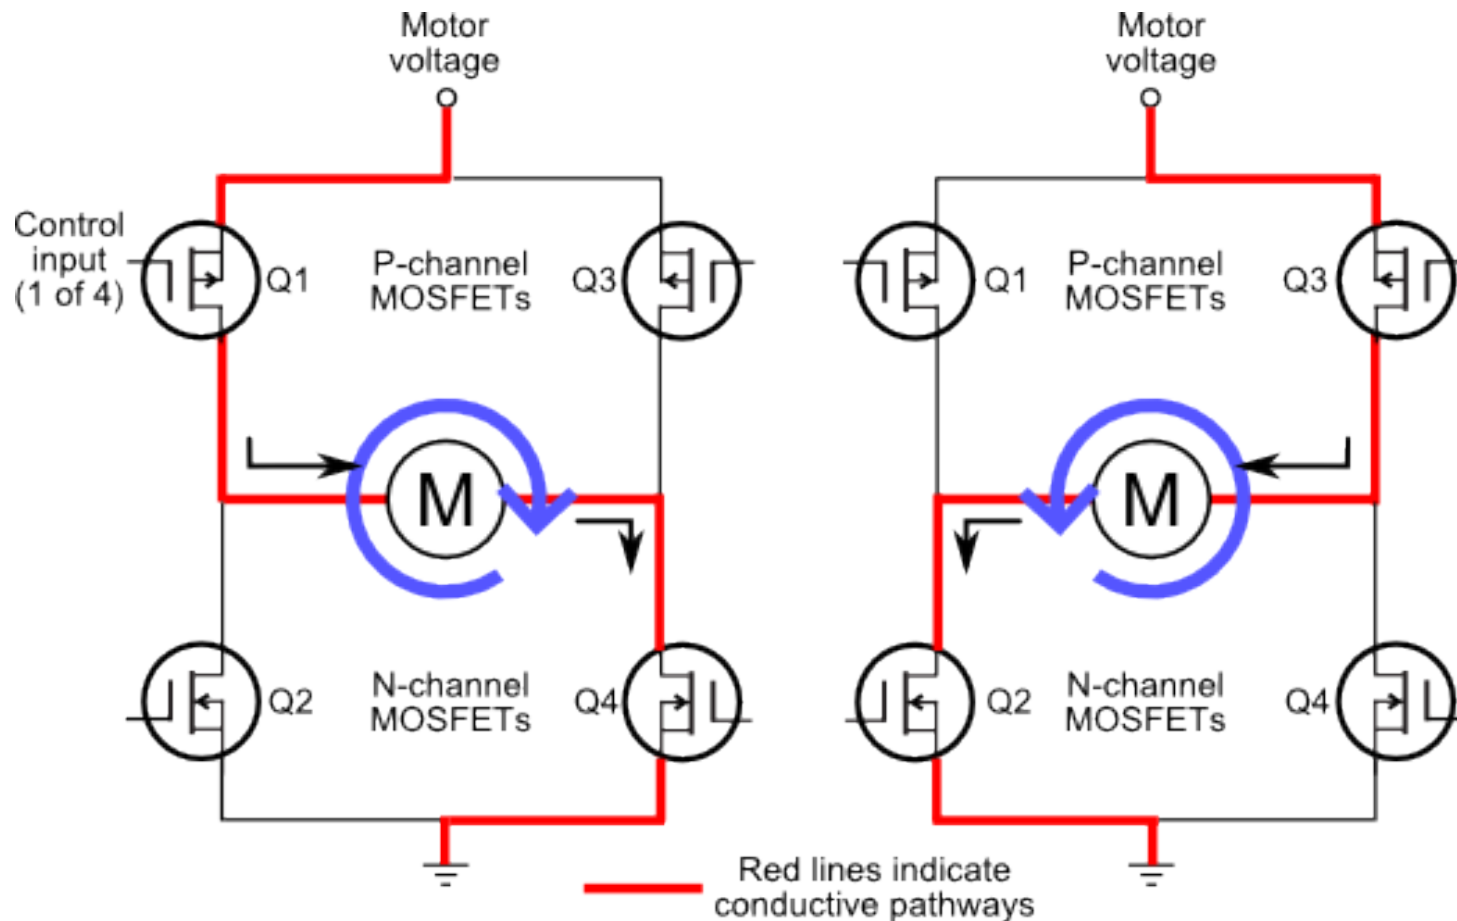 Motor
voltage
Motor
voltage
Control
input
(1 of 4)
Q1
P-channel
MOSFETs
Q3
Q1
P-channel
MOSFETs
Q3
M
M
Q2
N-channel
MOSFETs
Q4
Q2
N-channel
MOSFETs
Q4
Red lines indicate
conductive pathways